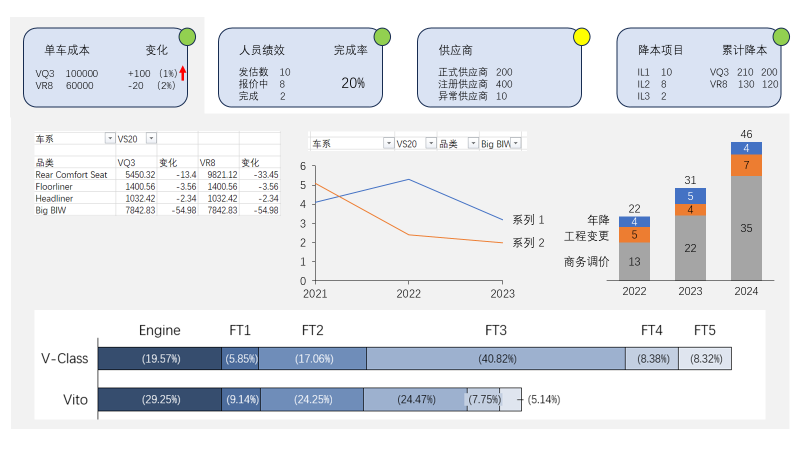 单车成本 变化
VQ3 100000 +100 (1%)
VR8 60000 -20 (2%)
人员绩效 完成率
发估数 10
报价中 8
完成 2
20%
供应商
正式供应商 200
注册供应商 400
异常供应商 10
降本项目 累计降本
IL1 10 VQ3 210 200
IL2 8 VR8 130 120
IL3 2
车系 VS20
品类 VQ3 变化 VR8 变化
Rear Comfort Seat 5450.32 -13.4 9821.12 -33.45
Floorliner 1400.56 -3.56 1400.56 -3.56
Headliner 1032.42 -2.34 1032.42 -2.34
Big BIW 7842.83 -54.98 7842.83 -54.98
车系 VS20 品类 Big BIW
6
5
4
3
2
1
0
2021 2022 2023
系列 1
系列 2
46
4
7
35
31
5
4
22
22
4
5
13
年降
工程变更
商务调价
2022 2023 2024
Engine FT1 FT2 FT3 FT4 FT5
V-Class (19.57%) (5.85%) (17.06%) (40.82%) (8.38%) (8.32%)
Vito (29.25%) (9.14%) (24.25%) (24.47%) (7.75%) (5.14%)